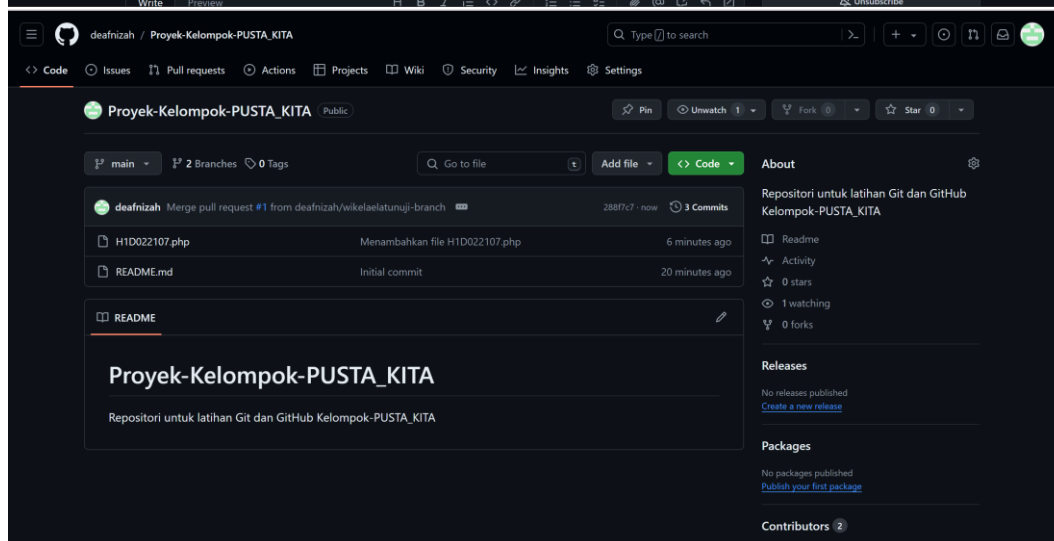 Write Preview H B I Unsubscribe
deafnizah / Proyek-Kelompok-PUSTA_KITA Type / to search
Code Issues Pull requests Actions Projects Wiki Security Insights Settings
Proyek-Kelompok-PUSTA_KITA Public Pin Unwatch 1 Fork 0 Star 0
main 2 Branches 0 Tags Go to file t Add file Code
deafnizah Merge pull request #1 from deafnizah/wikelaelatunuji-branch 288f7c7 · now 3 Commits
H1D022107.php Menambahkan file H1D022107.php 6 minutes ago
README.md Initial commit 20 minutes ago
README
Proyek-Kelompok-PUSTA_KITA
Repositori untuk latihan Git dan GitHub Kelompok-PUSTA_KITA
About
Repositori untuk latihan Git dan GitHub
Kelompok-PUSTA_KITA
Readme
Activity
0 stars
1 watching
0 forks
Releases
No releases published
Create a new release
Packages
No packages published
Publish your first package
Contributors 2